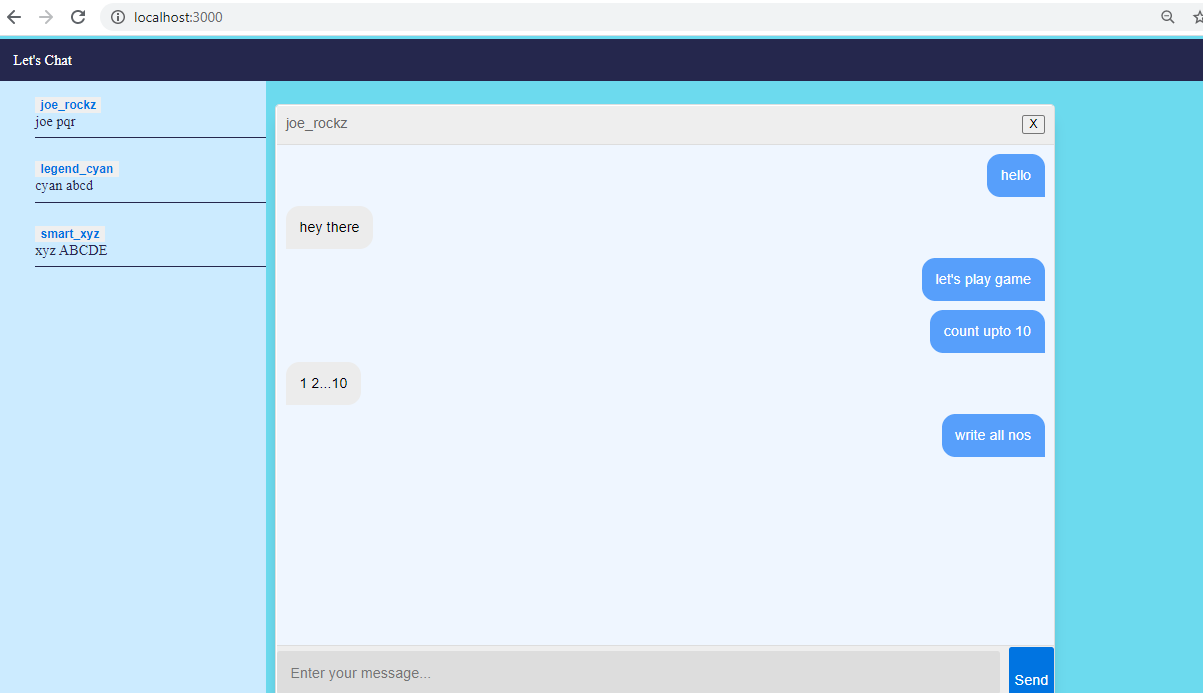 localhost:3000
Let's Chat
joe_rockz
joe pqr
legend_cyan
cyan abcd
smart_xyz
xyz ABCDE
joe_rockz
X
hello
hey there
let's play game
count upto 10
1 2...10
write all nos
Enter your message...
Send